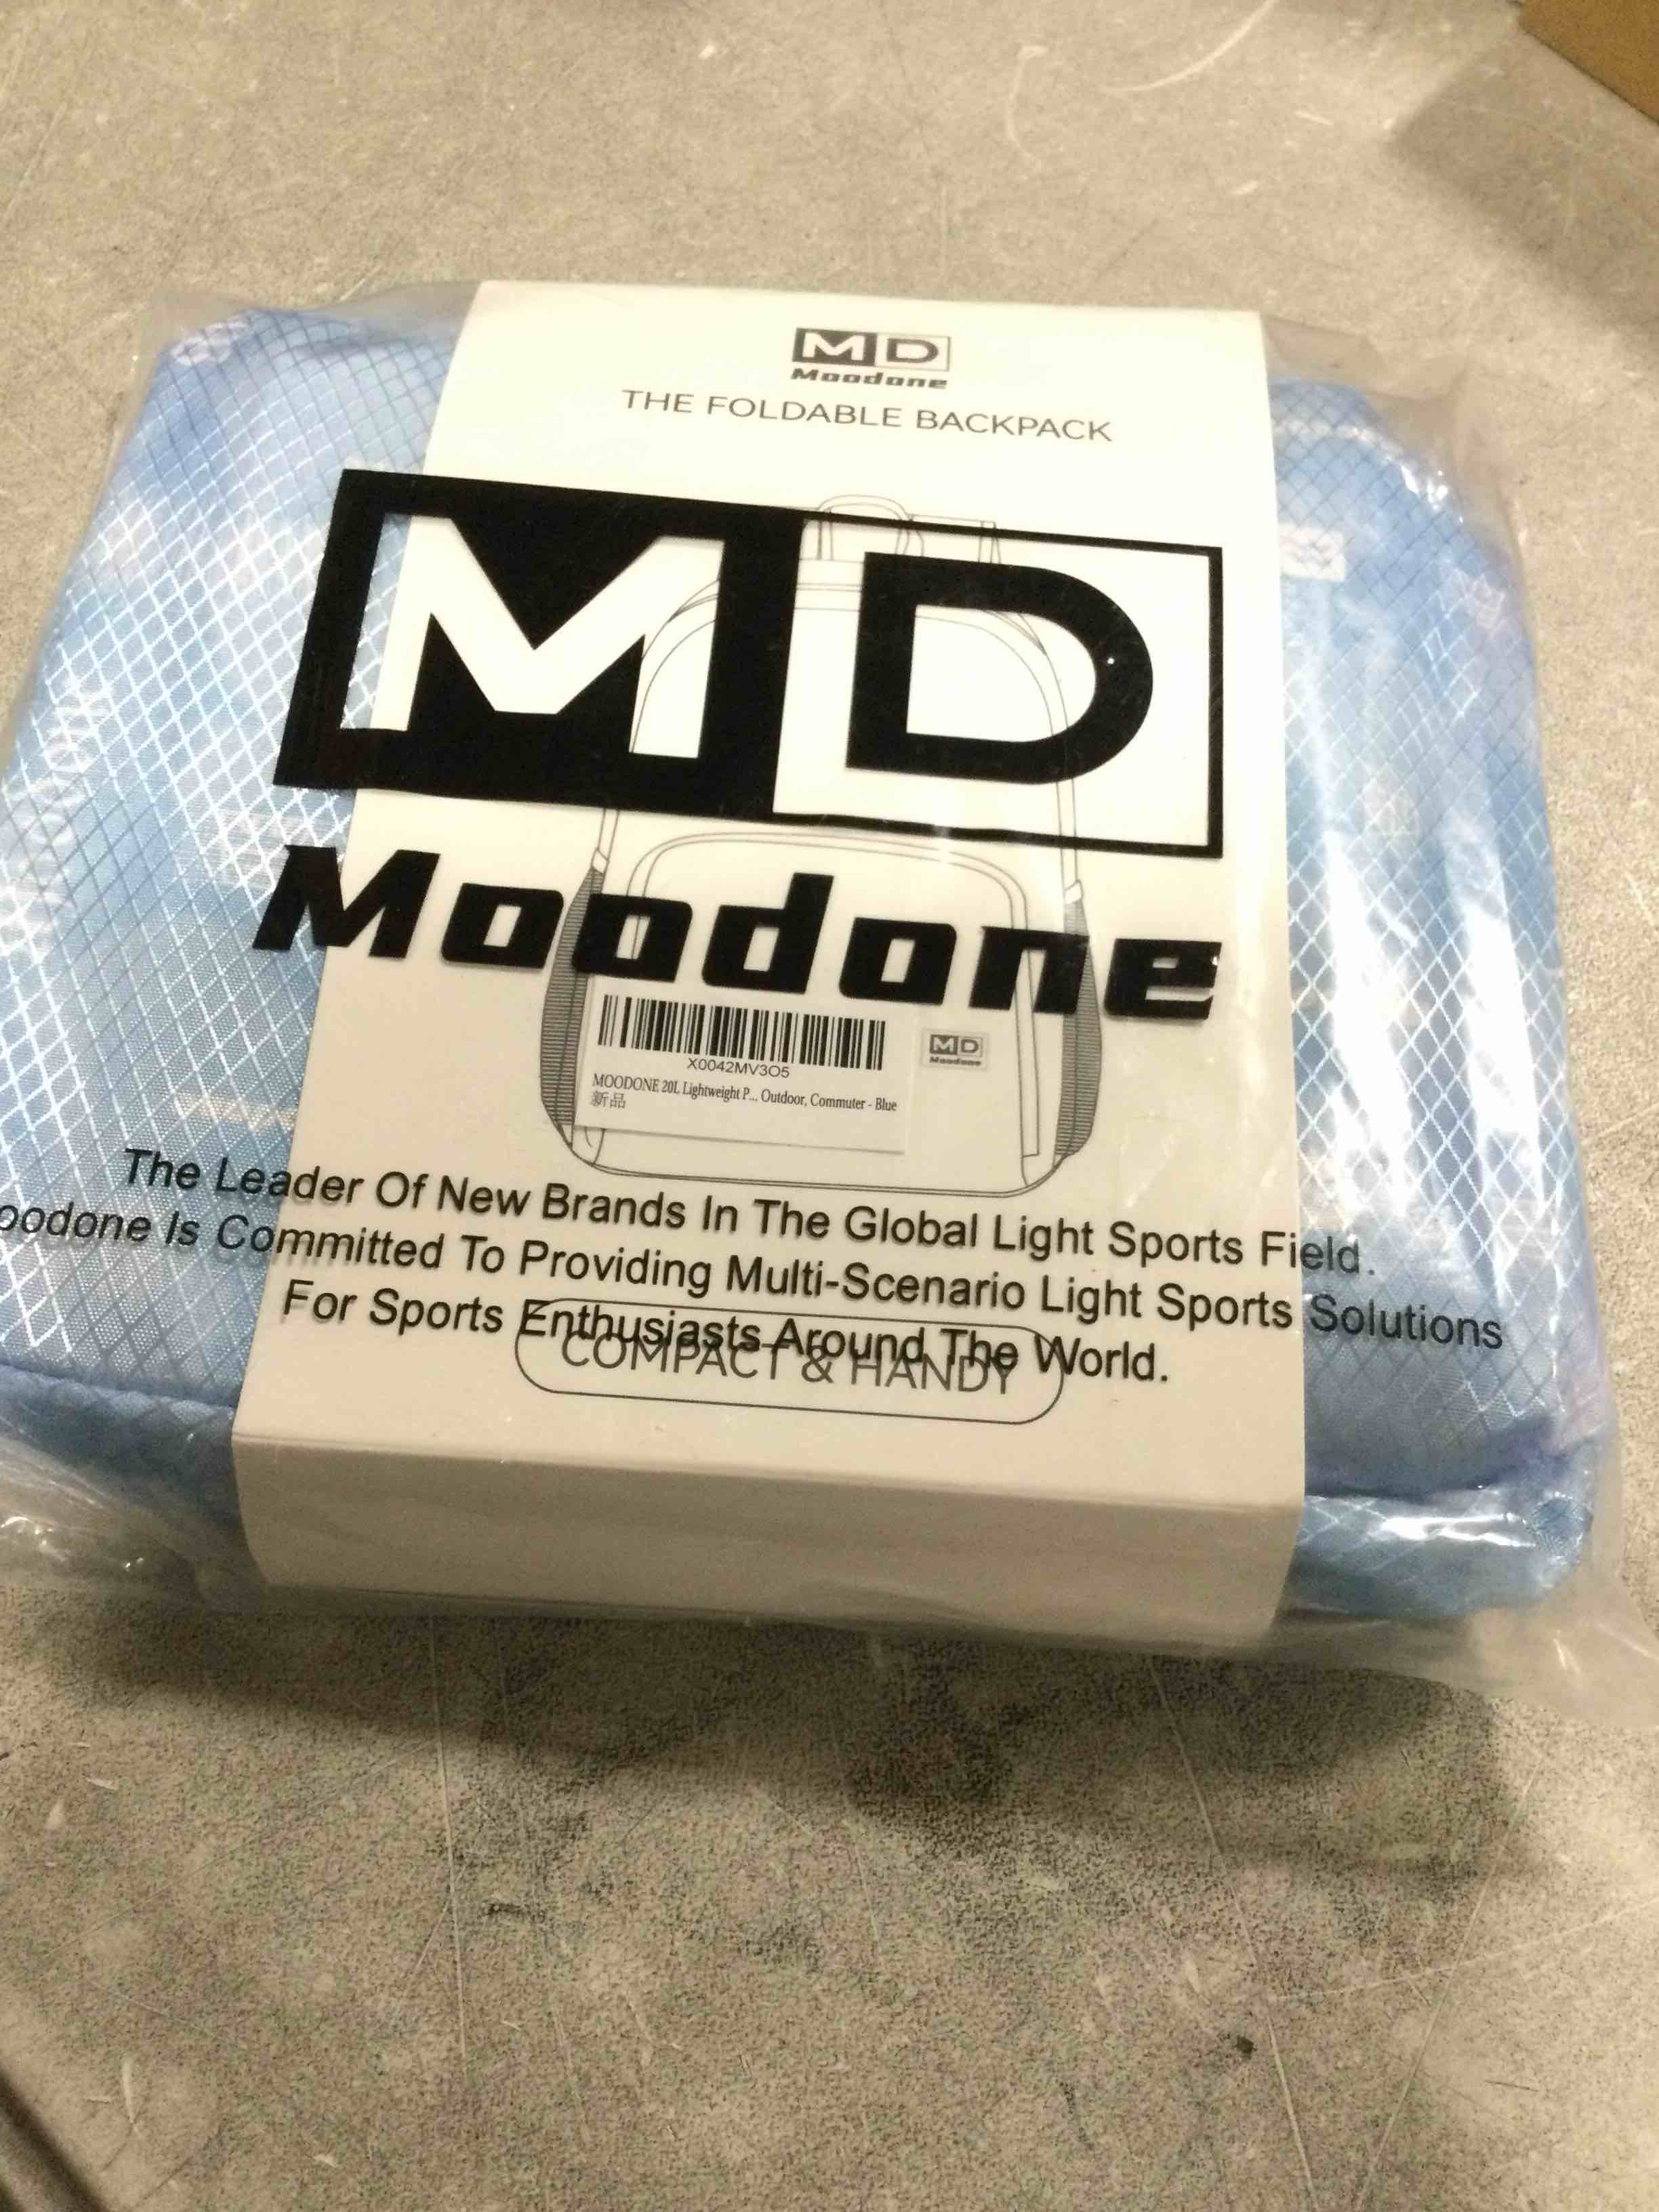 MD
Moodone
THE FOLDABLE BACKPACK
MD
Moodone
X0042MV3O5
MD
Moodone
MOODONE 20L Lightweight P... Outdoor, Commuter - Blue
新品
The Leader Of New Brands In The Global Light Sports Field.
oodone Is Committed To Providing Multi-Scenario Light Sports Solutions
For Sports Enthusiasts Around The World.
COMPACT & HANDY